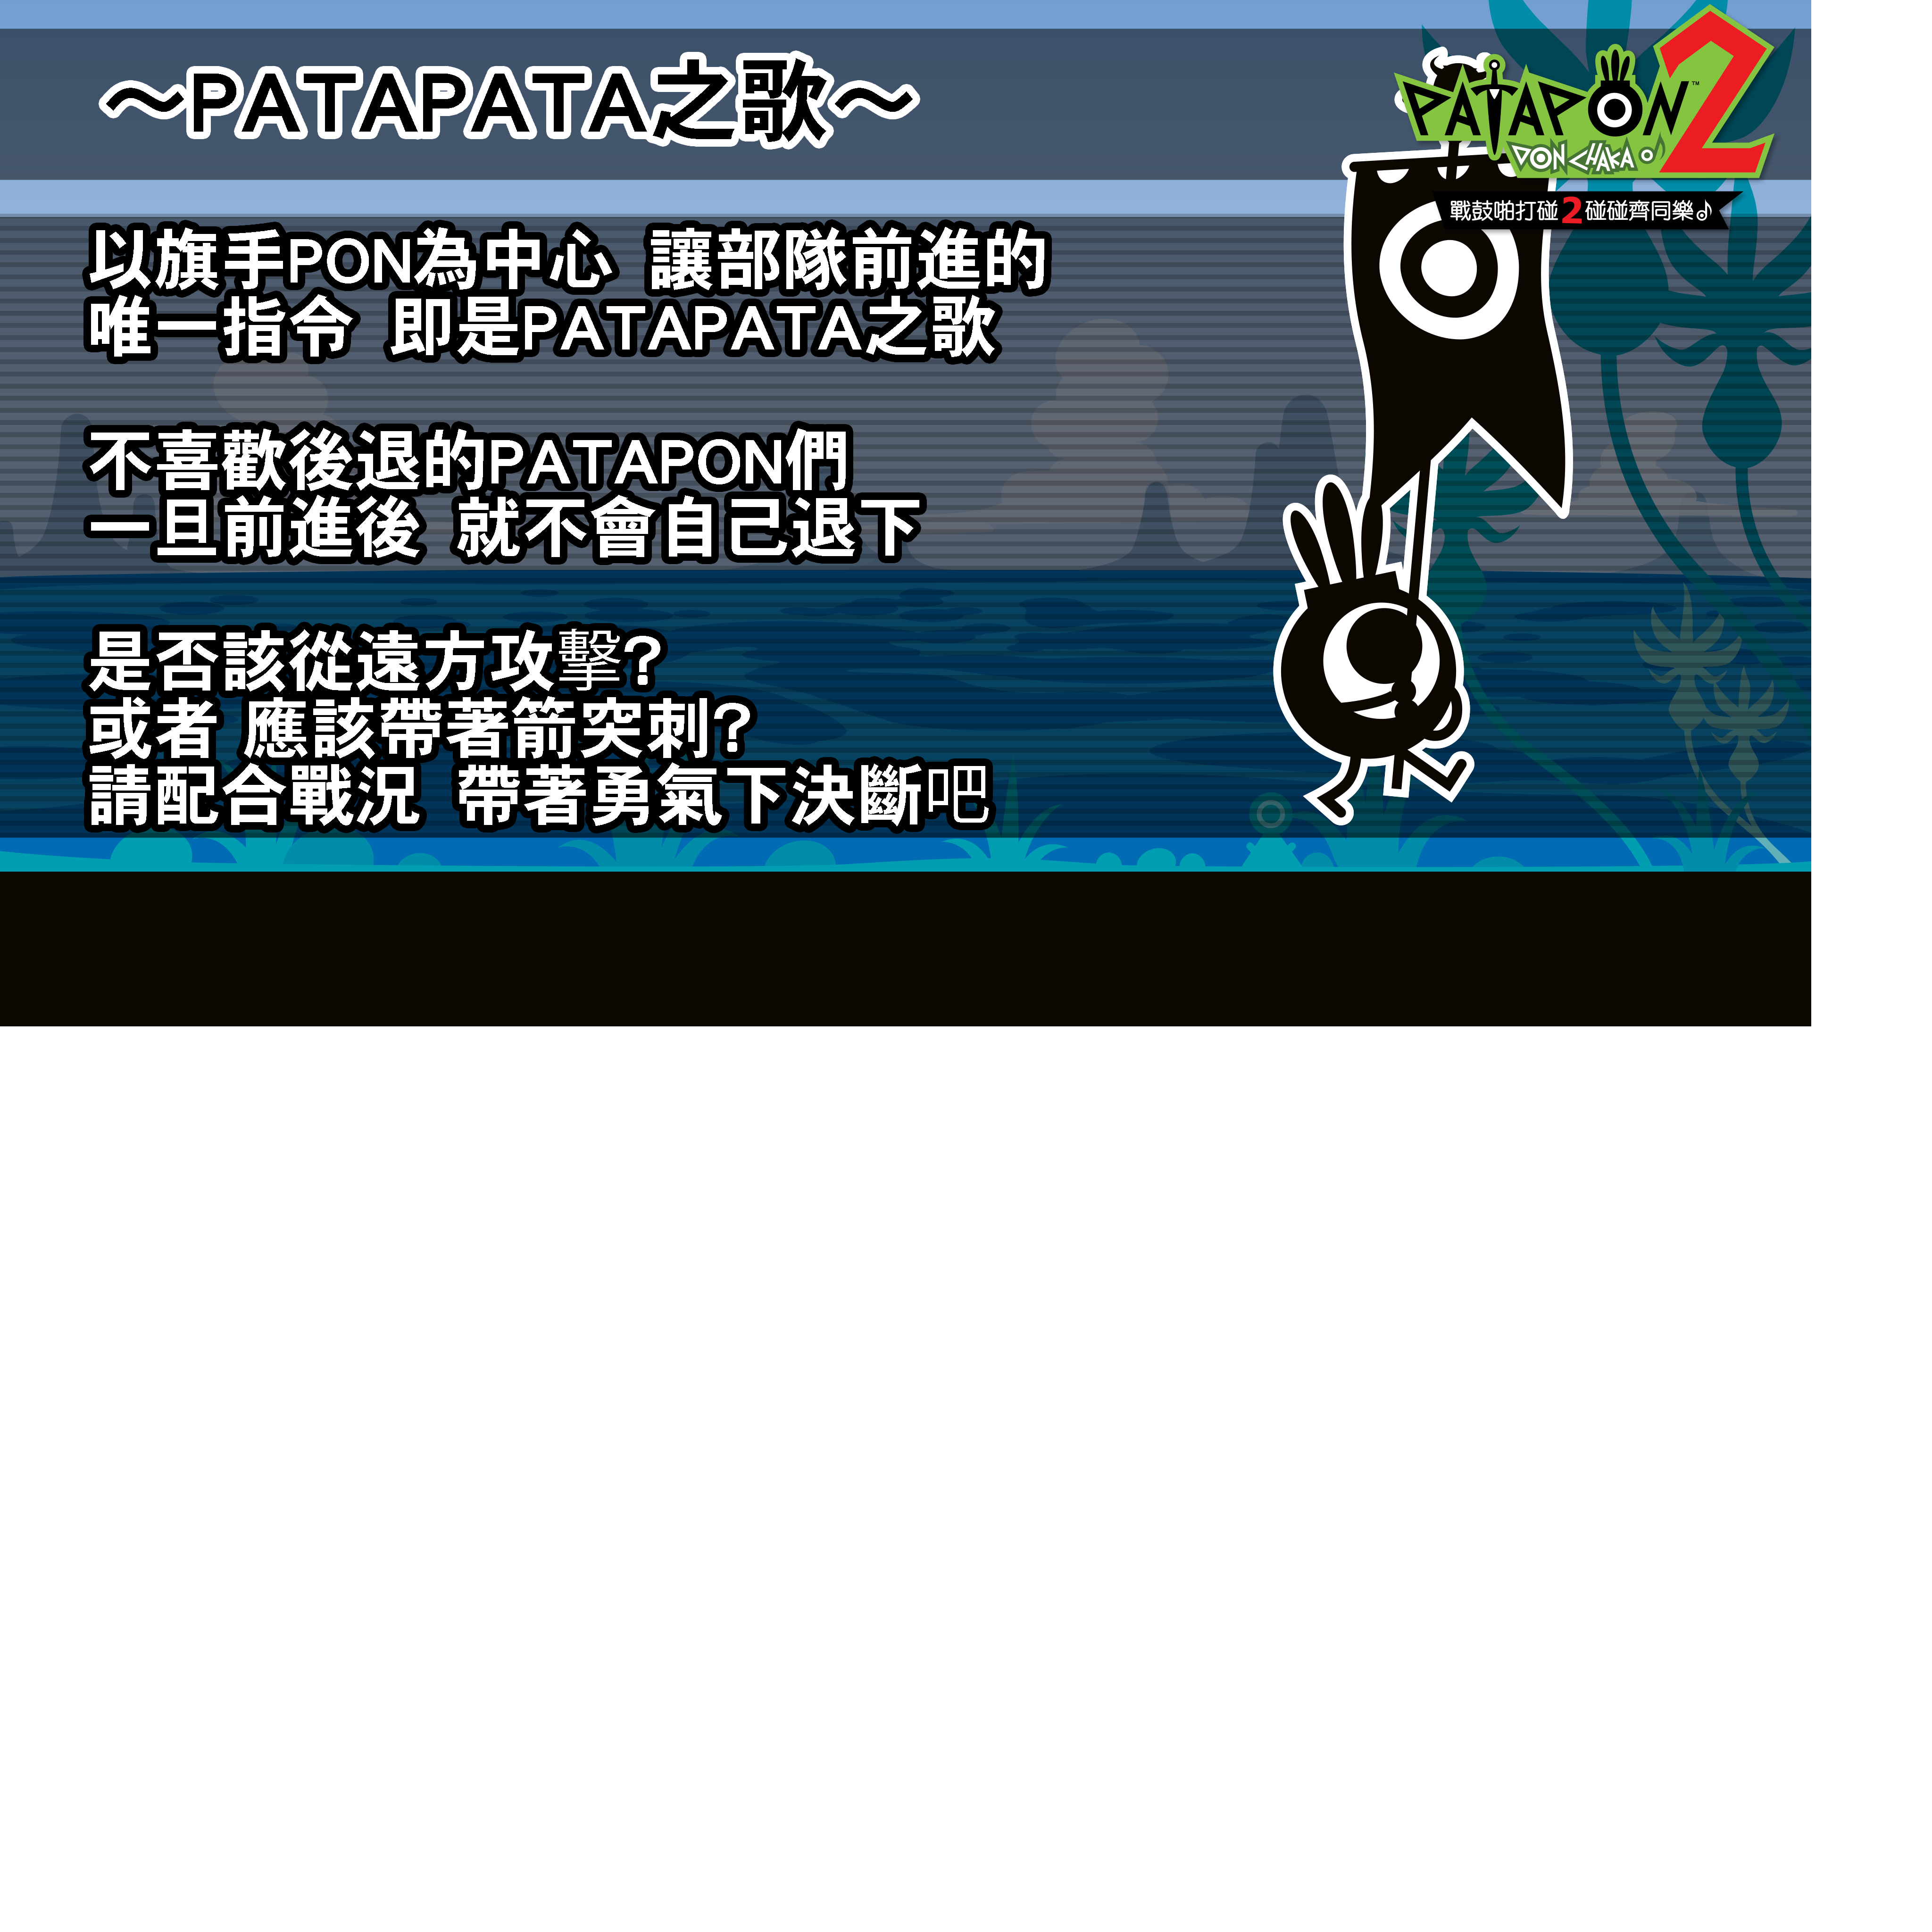 ～PATAPATA之歌～
PATAPON2™
DON CHAKA♪
戰鼓啪打碰2碰碰齊同樂♪
以旗手PON為中心 讓部隊前進的
唯一指令 即是PATAPATA之歌
不喜歡後退的PATAPON們
一旦前進後 就不會自己退下
是否該從遠方攻擊?
或者 應該帶著箭突刺?
請配合戰況 帶著勇氣下決斷吧